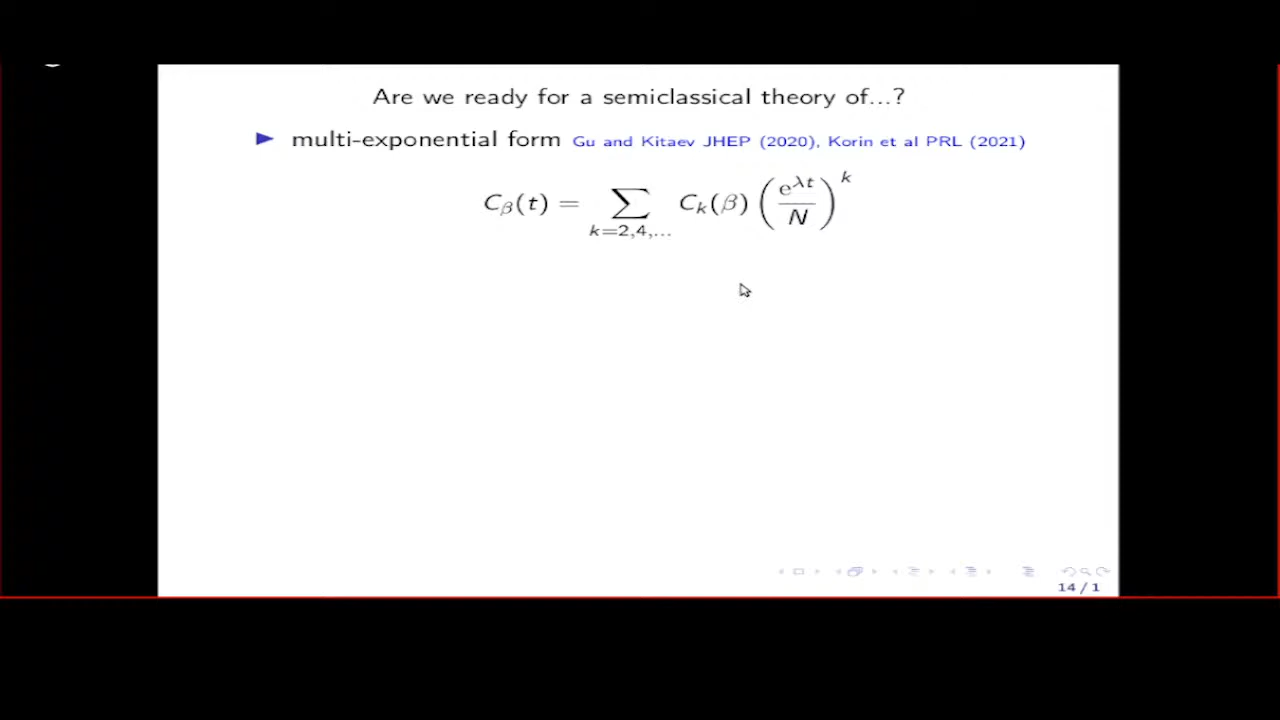 Are we ready for a semiclassical theory of...?
▶ multi-exponential form Gu and Kitaev JHEP (2020), Korin et al PRL (2021)
C_β(t) = ∑_{k=2,4,...} C_k(β) (e^{λt}/N)^k
14 / 1